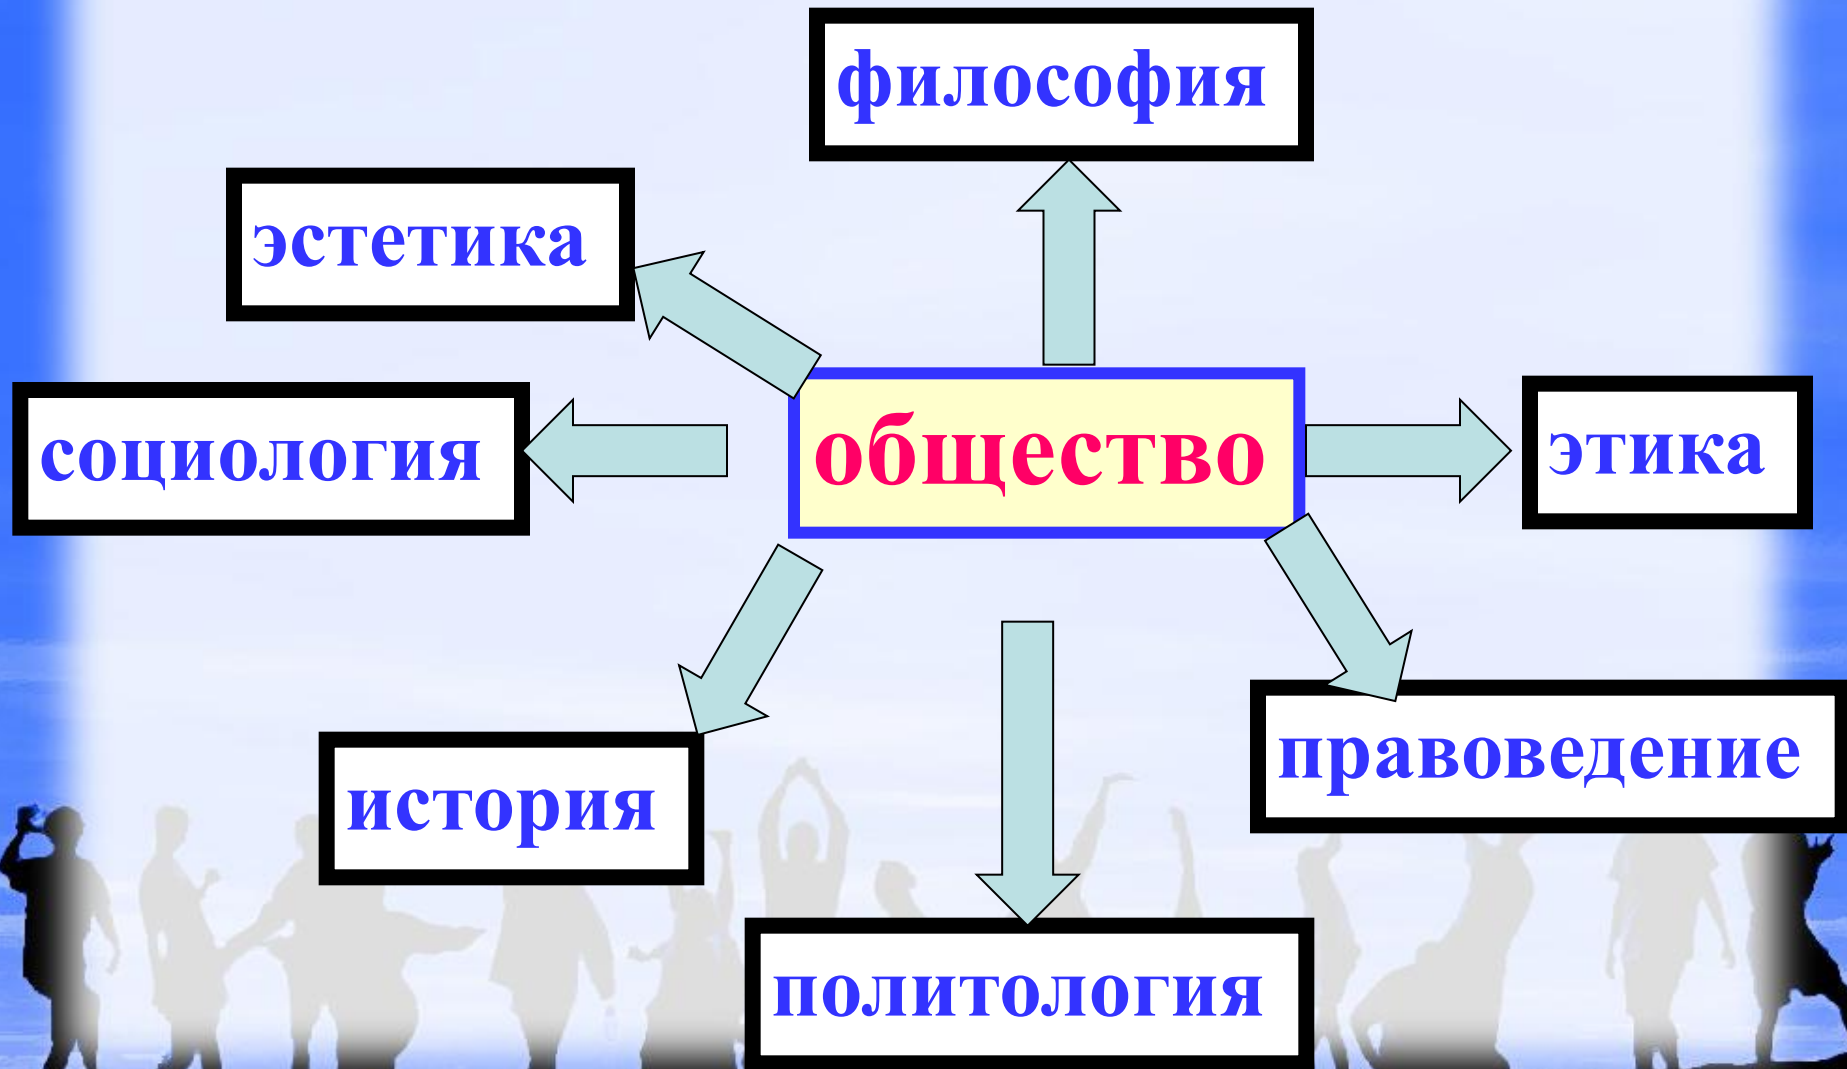 философия
эстетика
социология
общество
этика
история
правоведение
политология